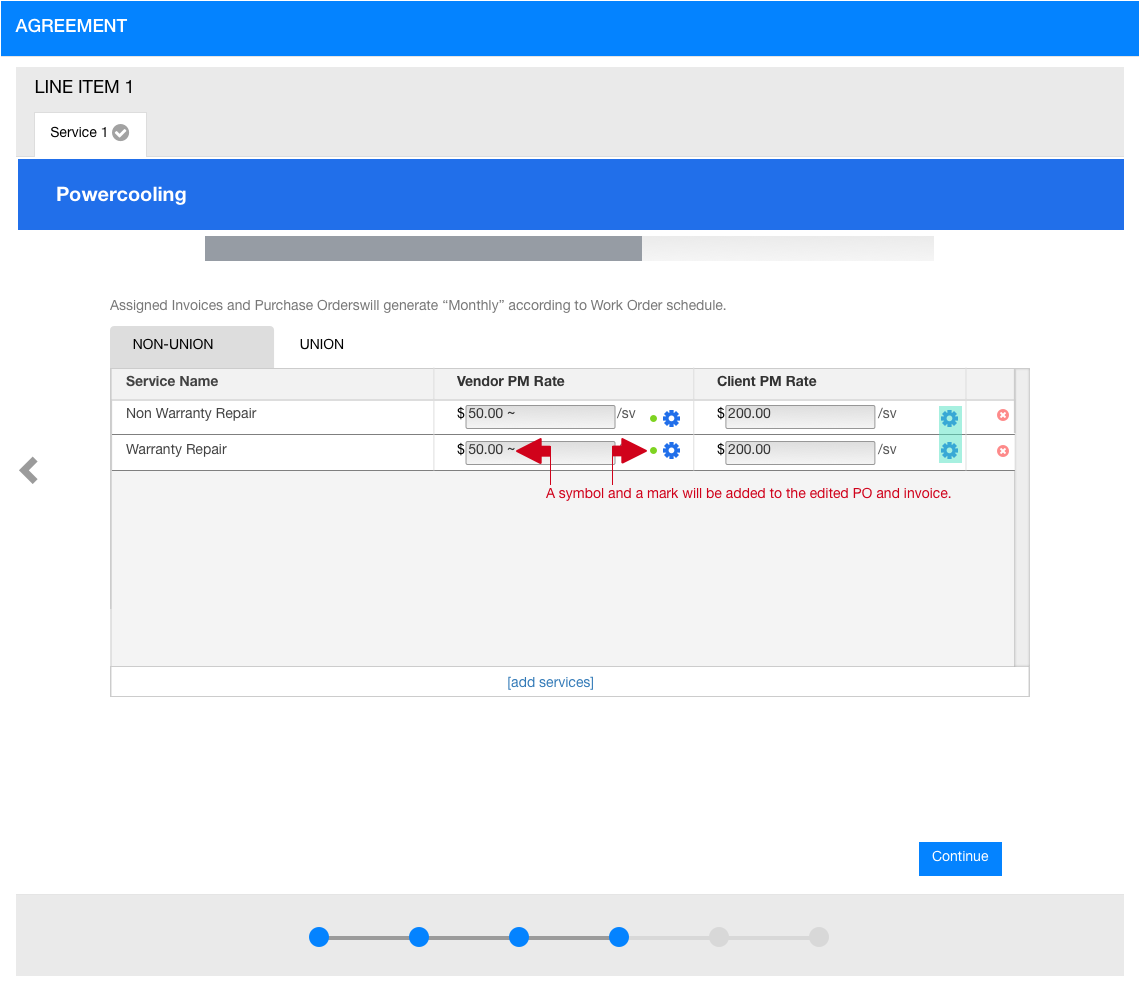 AGREEMENT
LINE ITEM 1
Service 1
Powercooling
Assigned Invoices and Purchase Orderswill generate “Monthly” according to Work Order schedule.
NON-UNION UNION
Service Name Vendor PM Rate Client PM Rate
Non Warranty Repair $50.00 ~ /sv $200.00 /sv
Warranty Repair $50.00 ~ $200.00 /sv
A symbol and a mark will be added to the edited PO and invoice.
[add services]
Continue